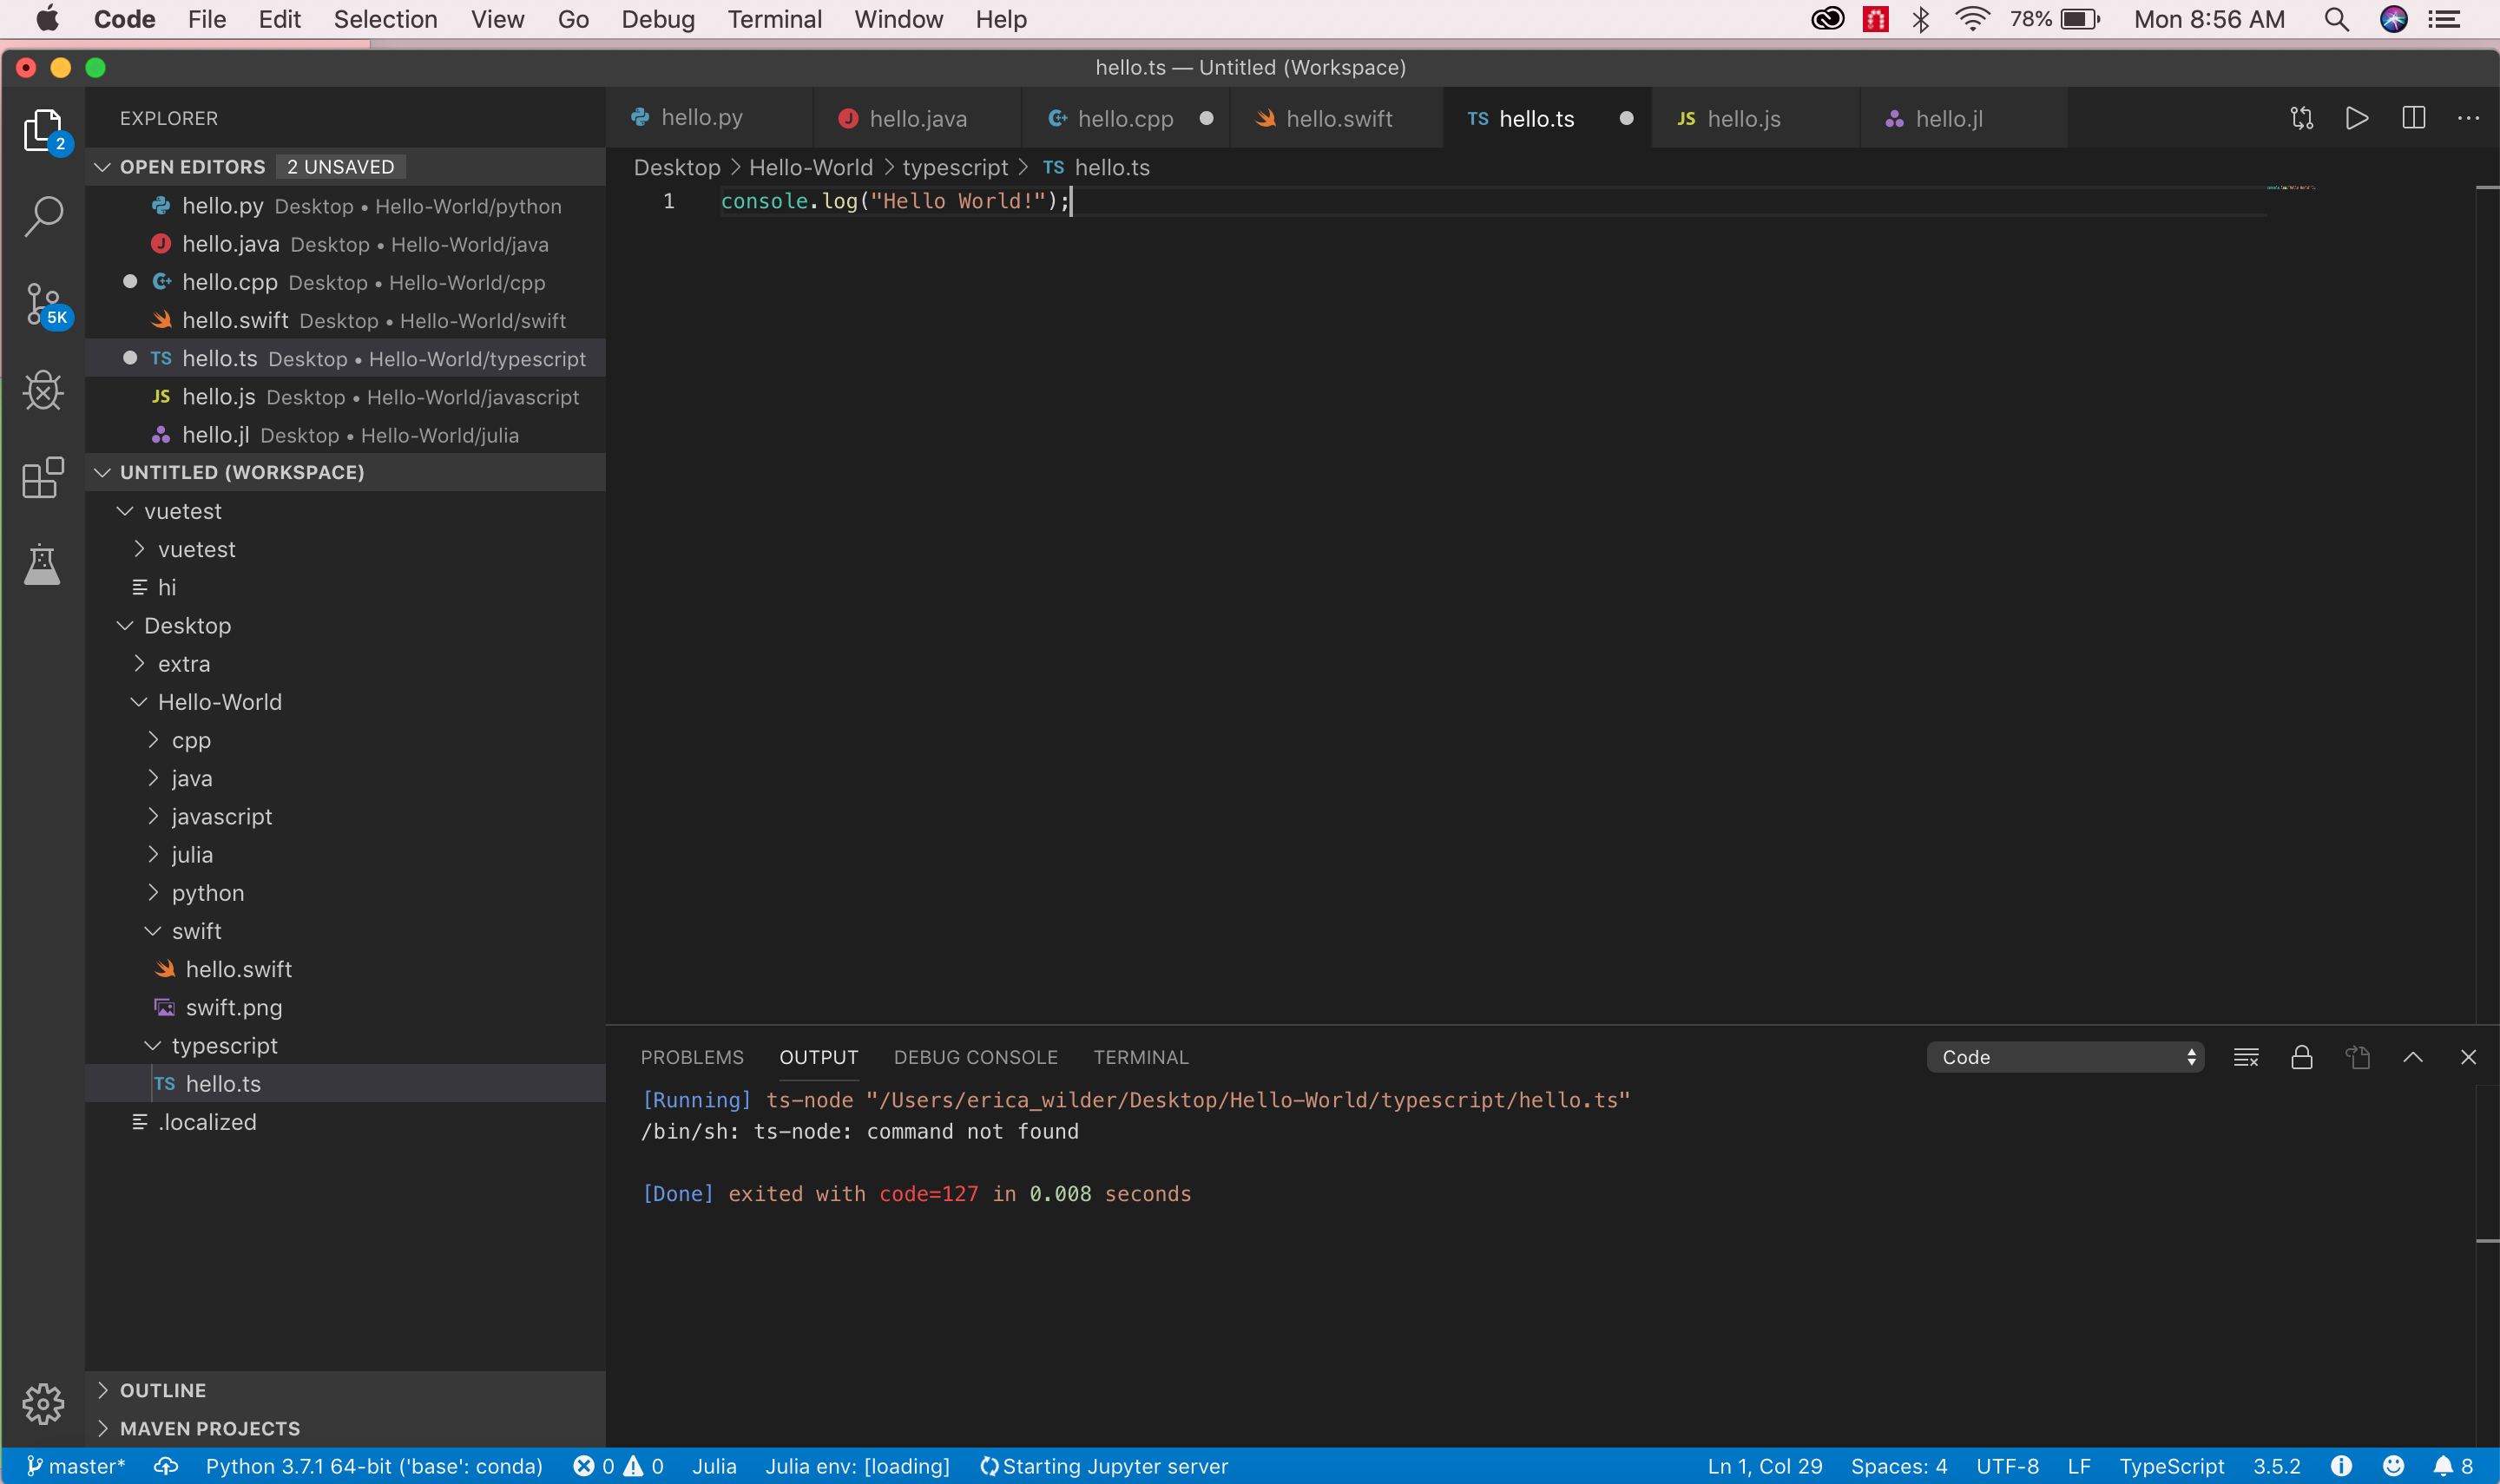 Code File Edit Selection View Go Debug Terminal Window Help 78% Mon 8:56 AM
hello.ts — Untitled (Workspace)
EXPLORER
2
5K
OPEN EDITORS 2 UNSAVED
hello.py Desktop • Hello-World/python
J hello.java Desktop • Hello-World/java
C+ hello.cpp Desktop • Hello-World/cpp
hello.swift Desktop • Hello-World/swift
TS hello.ts Desktop • Hello-World/typescript
JS hello.js Desktop • Hello-World/javascript
hello.jl Desktop • Hello-World/julia
UNTITLED (WORKSPACE)
vuetest
vuetest
hi
Desktop
extra
Hello-World
cpp
java
javascript
julia
python
swift
hello.swift
swift.png
typescript
TS hello.ts
.localized
OUTLINE
MAVEN PROJECTS
hello.py J hello.java C+ hello.cpp hello.swift TS hello.ts JS hello.js hello.jl
Desktop > Hello-World > typescript > TS hello.ts
1 console.log("Hello World!");
PROBLEMS OUTPUT DEBUG CONSOLE TERMINAL Code
[Running] ts-node "/Users/erica_wilder/Desktop/Hello-World/typescript/hello.ts"
/bin/sh: ts-node: command not found
[Done] exited with code=127 in 0.008 seconds
master* Python 3.7.1 64-bit ('base': conda) 0 0 Julia Julia env: [loading] Starting Jupyter server Ln 1, Col 29 Spaces: 4 UTF-8 LF TypeScript 3.5.2 8